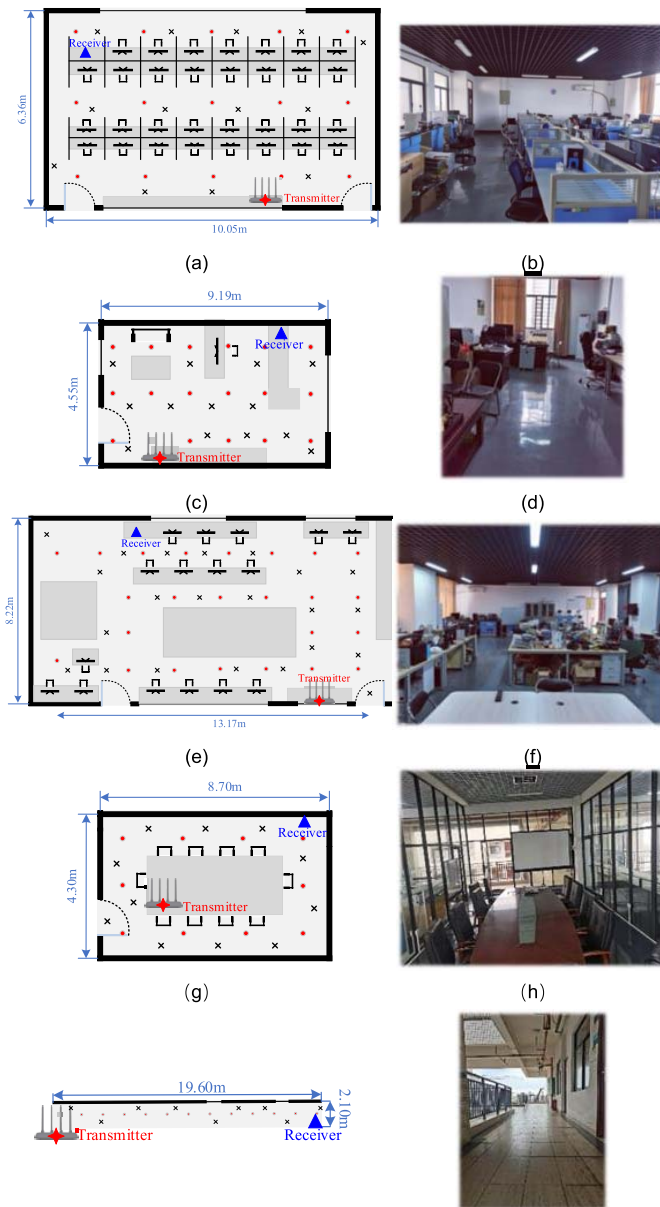 Receiver
6.36m
Transmitter
10.05m
(a)
(b)
9.19m
Receiver
4.55m
Transmitter
(c)
(d)
Receiver
8.22m
Transmitter
13.17m
(e)
(f)
8.70m
Receiver
4.30m
Transmitter
(g)
(h)
19.60m
2.10m
Transmitter
Receiver